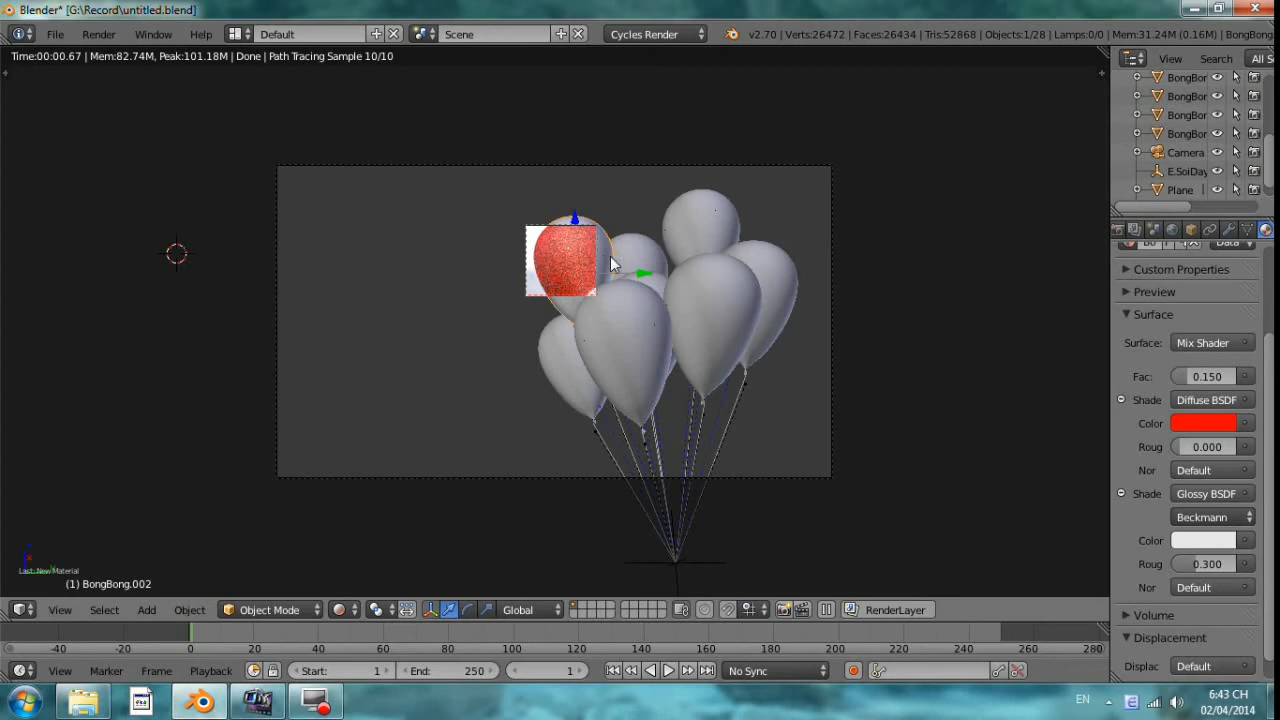 Blender* [G:\Record\untitled.blend]
File Render Window Help Default Scene Cycles Render v2.70 | Verts:26472 | Faces:26434 | Tris:52868 | Objects:1/28 | Lamps:0/0 | Mem:31.24M (0.16M) | BongBong.
Time:00:00.67 | Mem:82.74M, Peak:101.18M | Done | Path Tracing Sample 10/10
View Search All S
BongBor
BongBor
BongBor
BongBor
Camera
E.SoiDay
Plane
Data
Custom Properties
Preview
Surface
Surface: Mix Shader
Fac: 0.150
Shade Diffuse BSDF
Color
Roug 0.000
Nor Default
Shade Glossy BSDF
Beckmann
Color
Roug 0.300
Nor Default
Volume
Displacement
Displac Default
Last: New Material
(1) BongBong.002
View Select Add Object Object Mode Global RenderLayer
-40 -20 0 20 40 60 80 100 120 140 160 180 200 220 240 260 280
View Marker Frame Playback Start: 1 End: 250 1 No Sync
EN
6:43 CH
02/04/2014